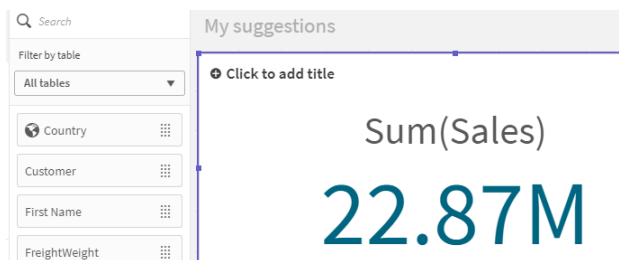 Search
Filter by table
All tables
Country
Customer
First Name
FreightWeight
My suggestions
Click to add title
Sum(Sales)
22.87M